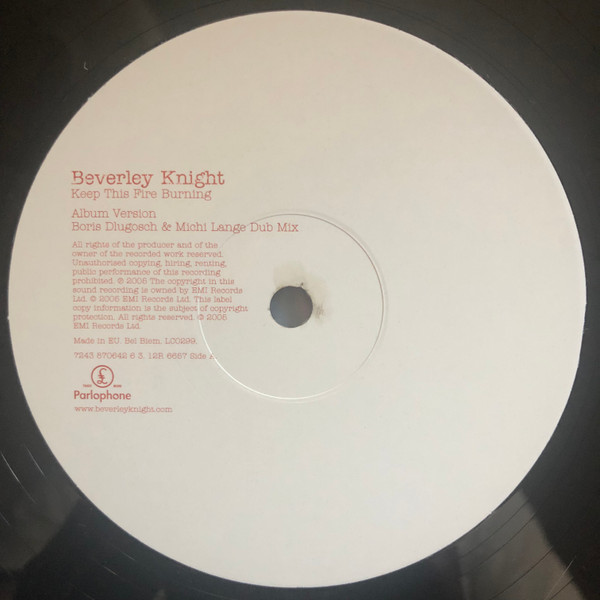 Beverley Knight
Keep This Fire Burning
Album Version
Boris Dlugosch & Michi Lange Dub Mix
All rights of the producer and of the
owner of the recorded work reserved.
Unauthorised copying, hiring, renting,
public performance of this recording
prohibited. ℗ 2005 The copyright in this
sound recording is owned by EMI Records
Ltd. © 2005 EMI Records Ltd. This label
copy information is the subject of copyright
protection. All rights reserved. © 2005
EMI Records Ltd.
Made in EU. Bel Biem. LC0299.
7243 870642 6 3. 12R 6667 Side A
£
Parlophone
www.beverleyknight.com